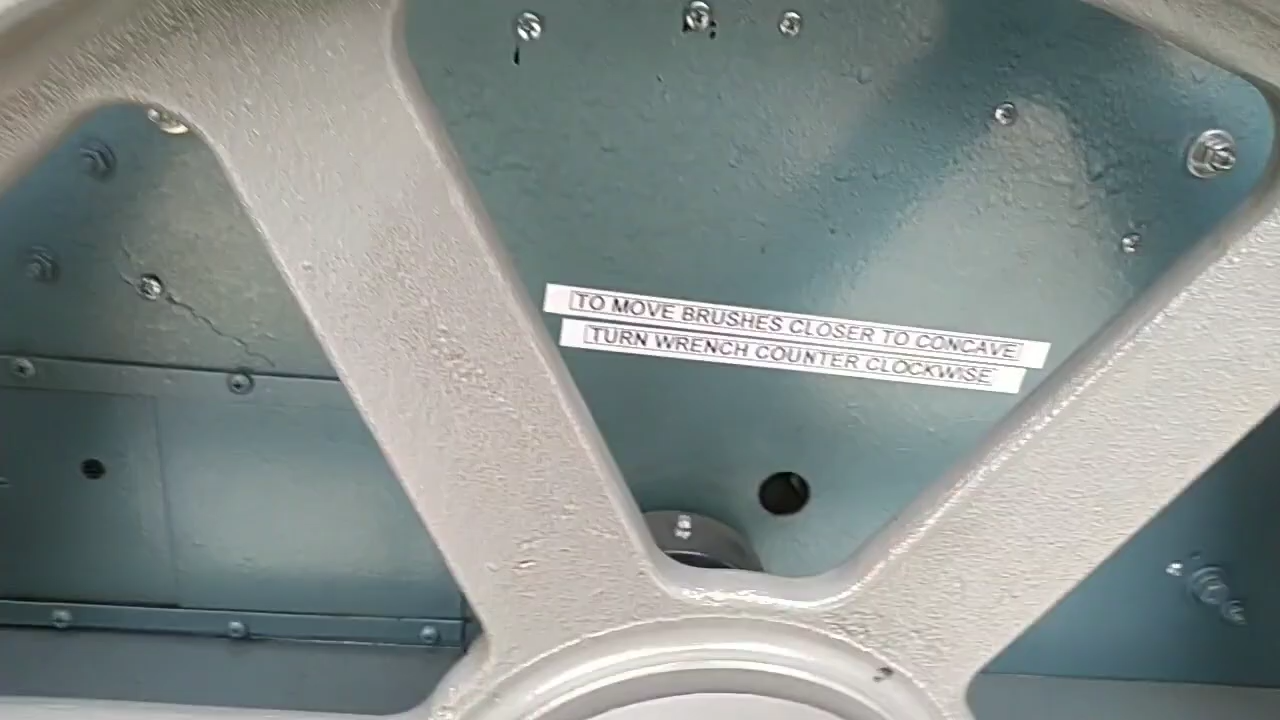 TO MOVE BRUSHES CLOSER TO CONCAVE
TURN WRENCH COUNTER CLOCKWISE